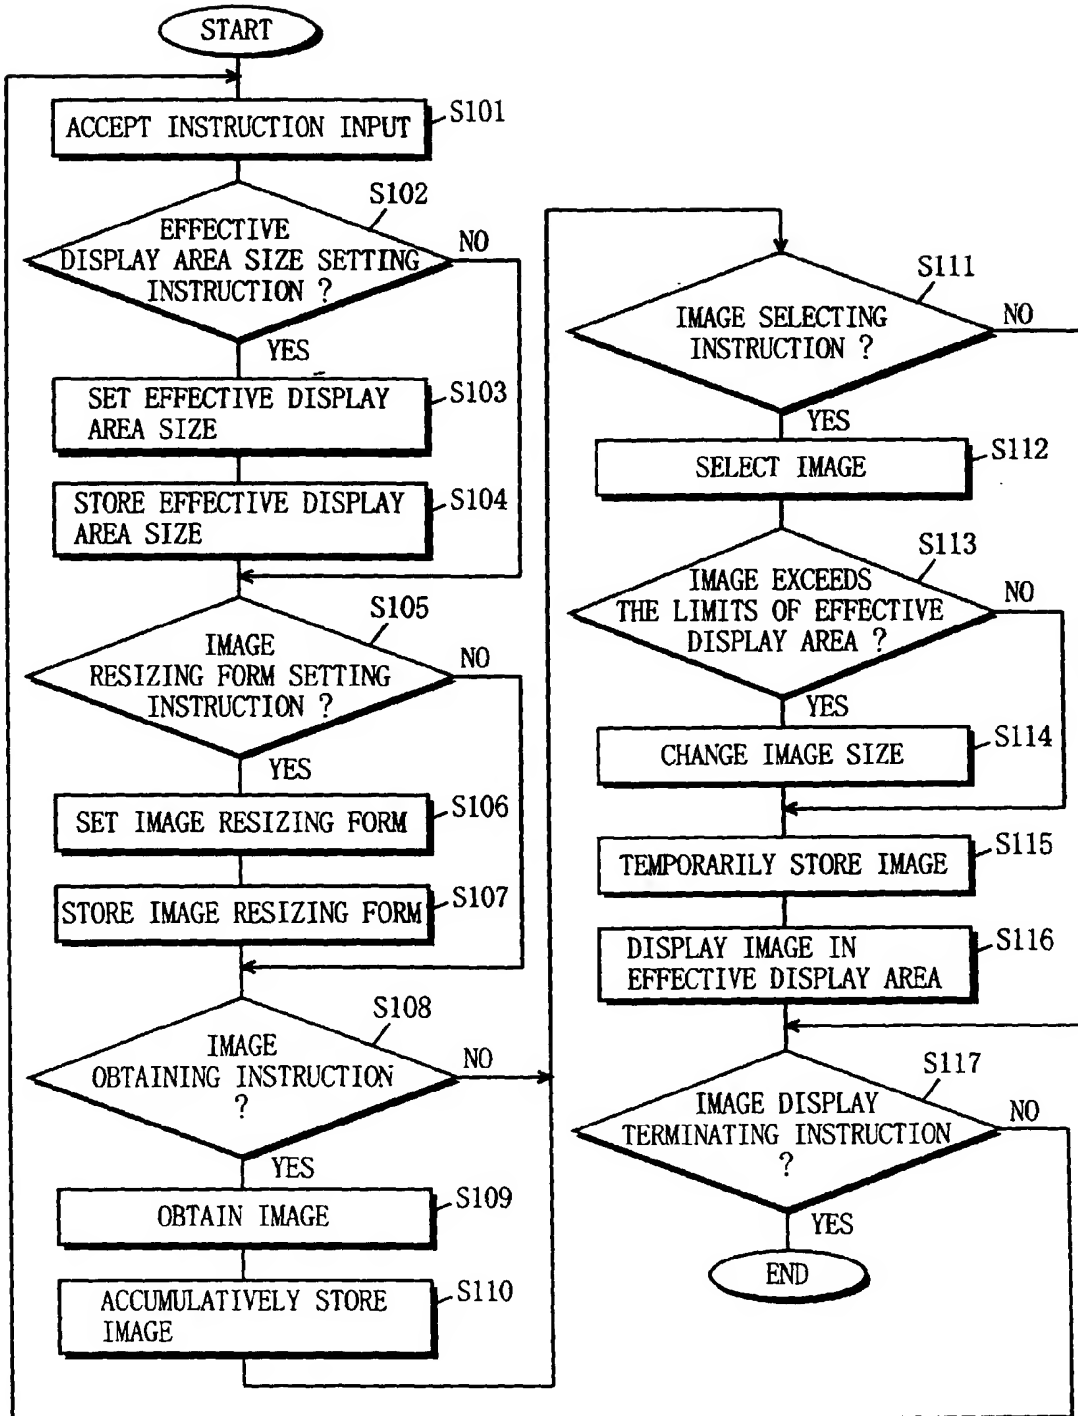 START
ACCEPT INSTRUCTION INPUT
S101
S102
EFFECTIVE
DISPLAY AREA SIZE SETTING
INSTRUCTION ?
NO
YES
SET EFFECTIVE DISPLAY
AREA SIZE
S103
STORE EFFECTIVE DISPLAY
AREA SIZE
S104
S105
IMAGE
RESIZING FORM SETTING
INSTRUCTION ?
NO
YES
SET IMAGE RESIZING FORM
S106
STORE IMAGE RESIZING FORM
S107
S108
IMAGE
OBTAINING INSTRUCTION
?
NO
YES
OBTAIN IMAGE
S109
ACCUMULATIVELY STORE
IMAGE
S110
S111
IMAGE SELECTING
INSTRUCTION ?
NO
YES
SELECT IMAGE
S112
S113
IMAGE EXCEEDS
THE LIMITS OF EFFECTIVE
DISPLAY AREA ?
NO
YES
CHANGE IMAGE SIZE
S114
TEMPORARILY STORE IMAGE
S115
DISPLAY IMAGE IN
EFFECTIVE DISPLAY AREA
S116
S117
IMAGE DISPLAY
TERMINATING INSTRUCTION
?
NO
YES
END